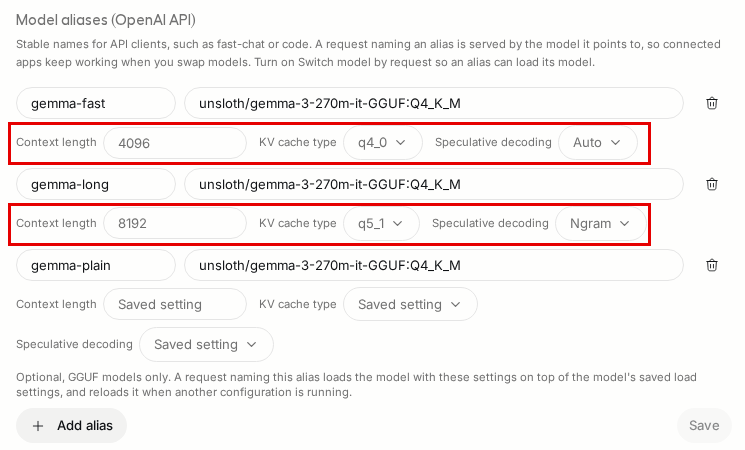 Model aliases (OpenAI API)
Stable names for API clients, such as fast-chat or code. A request naming an alias is served by the model it points to, so connected
apps keep working when you swap models. Turn on Switch model by request so an alias can load its model.
gemma-fast unsloth/gemma-3-270m-it-GGUF:Q4_K_M
Context length 4096 KV cache type q4_0 Speculative decoding Auto
gemma-long unsloth/gemma-3-270m-it-GGUF:Q4_K_M
Context length 8192 KV cache type q5_1 Speculative decoding Ngram
gemma-plain unsloth/gemma-3-270m-it-GGUF:Q4_K_M
Context length Saved setting KV cache type Saved setting
Speculative decoding Saved setting
Optional, GGUF models only. A request naming this alias loads the model with these settings on top of the model's saved load
settings, and reloads it when another configuration is running.
+ Add alias Save